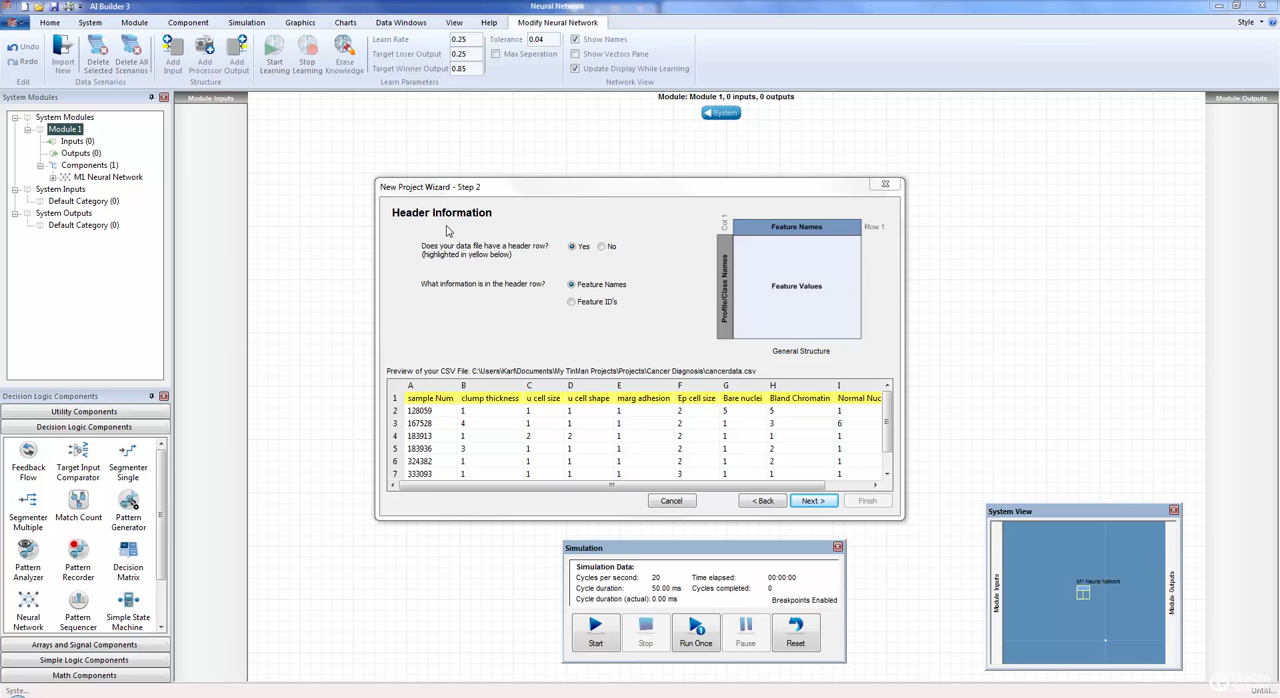 AI Builder 3
Neural Network
Home System Module Component Simulation Graphics Charts Data Windows View Help Modify Neural Network
Style
Undo
Redo
Edit
Import New
Delete Selected
Delete All Scenarios
Data Scenarios
Add Input
Add Processor
Add Output
Structure
Start Learning
Stop Learning
Erase Knowledge
Learn Rate 0.25
Target Loser Output 0.25
Target Winner Output 0.85
Tolerance 0.04
Max Seperation
Learn Parameters
Show Names
Show Vectors Pane
Update Display While Learning
Network View
System Modules
System Modules
Module 1
Inputs (0)
Outputs (0)
Components (1)
M1 Neural Network
System Inputs
Default Category (0)
System Outputs
Default Category (0)
Module Inputs
Module: Module 1, 0 inputs, 0 outputs
System
Module Outputs
New Project Wizard - Step 2
Header Information
Does your data file have a header row?
(highlighted in yellow below)
Yes No
What information is in the header row?
Feature Names
Feature ID's
Col 1
Feature Names
Row 1
Profile/Class Names
Feature Values
General Structure
Preview of your CSV File: C:\Users\Karl\Documents\My TinMan Projects\Projects\Cancer Diagnosis\cancerdata.csv
A B C D E F G H I
1 sample Num clump thickness u cell size u cell shape marg adhesion Ep cell size Bare nuclei Bland Chromatin Normal Nuc
2 128059 1 1 1 1 2 5 5 1
3 167528 4 1 1 1 2 1 3 6
4 183913 1 2 2 1 2 1 1 1
5 183936 3 1 1 1 2 1 2 1
6 324382 1 1 1 1 2 1 2 1
7 333093 1 1 1 1 3 1 1 1
Cancel < Back Next > Finish
Decision Logic Components
Utility Components
Decision Logic Components
Feedback Flow
Target Input Comparator
Segmenter Single
Segmenter Multiple
Match Count
Pattern Generator
Pattern Analyzer
Pattern Recorder
Decision Matrix
Neural Network
Pattern Sequencer
Simple State Machine
Arrays and Signal Components
Simple Logic Components
Math Components
Simulation
Simulation Data:
Cycles per second: 20 Time elapsed: 00:00:00
Cycle duration: 50.00 ms Cycles completed: 0
Cycle duration (actual): 0.00 ms Breakpoints Enabled
Start Stop Run Once Pause Reset
System View
Module Inputs
M1 Neural Network
Module Outputs
Syste...
Untitl...